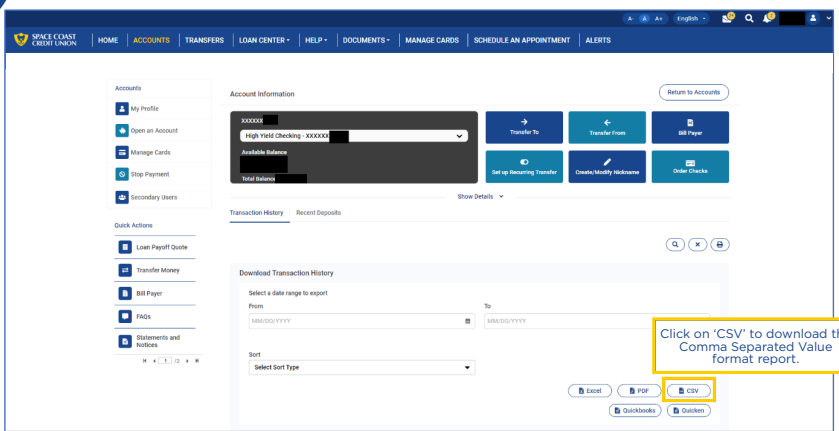 A- A A+ English
SPACE COAST
CREDIT UNION
HOME ACCOUNTS TRANSFERS LOAN CENTER HELP DOCUMENTS MANAGE CARDS SCHEDULE AN APPOINTMENT ALERTS
Accounts
My Profile
Open an Account
Manage Cards
Stop Payment
Secondary Users
Quick Actions
Loan Payoff Quote
Transfer Money
Bill Payer
FAQs
Statements and
Notices
1 /2
Account Information
Return to Accounts
XXXXXX
High Yield Checking - XXXXXX
Available Balance
Total Balance
Transfer To
Transfer From
Bill Payer
Set up Recurring Transfer
Create/Modify Nickname
Order Checks
Show Details
Transaction History Recent Deposits
Download Transaction History
Select a date range to export
From
To
MM/DD/YYYY
MM/DD/YYYY
Sort
Select Sort Type
Click on ‘CSV’ to download th
Comma Separated Value
format report.
Excel PDF CSV
Quickbooks Quicken